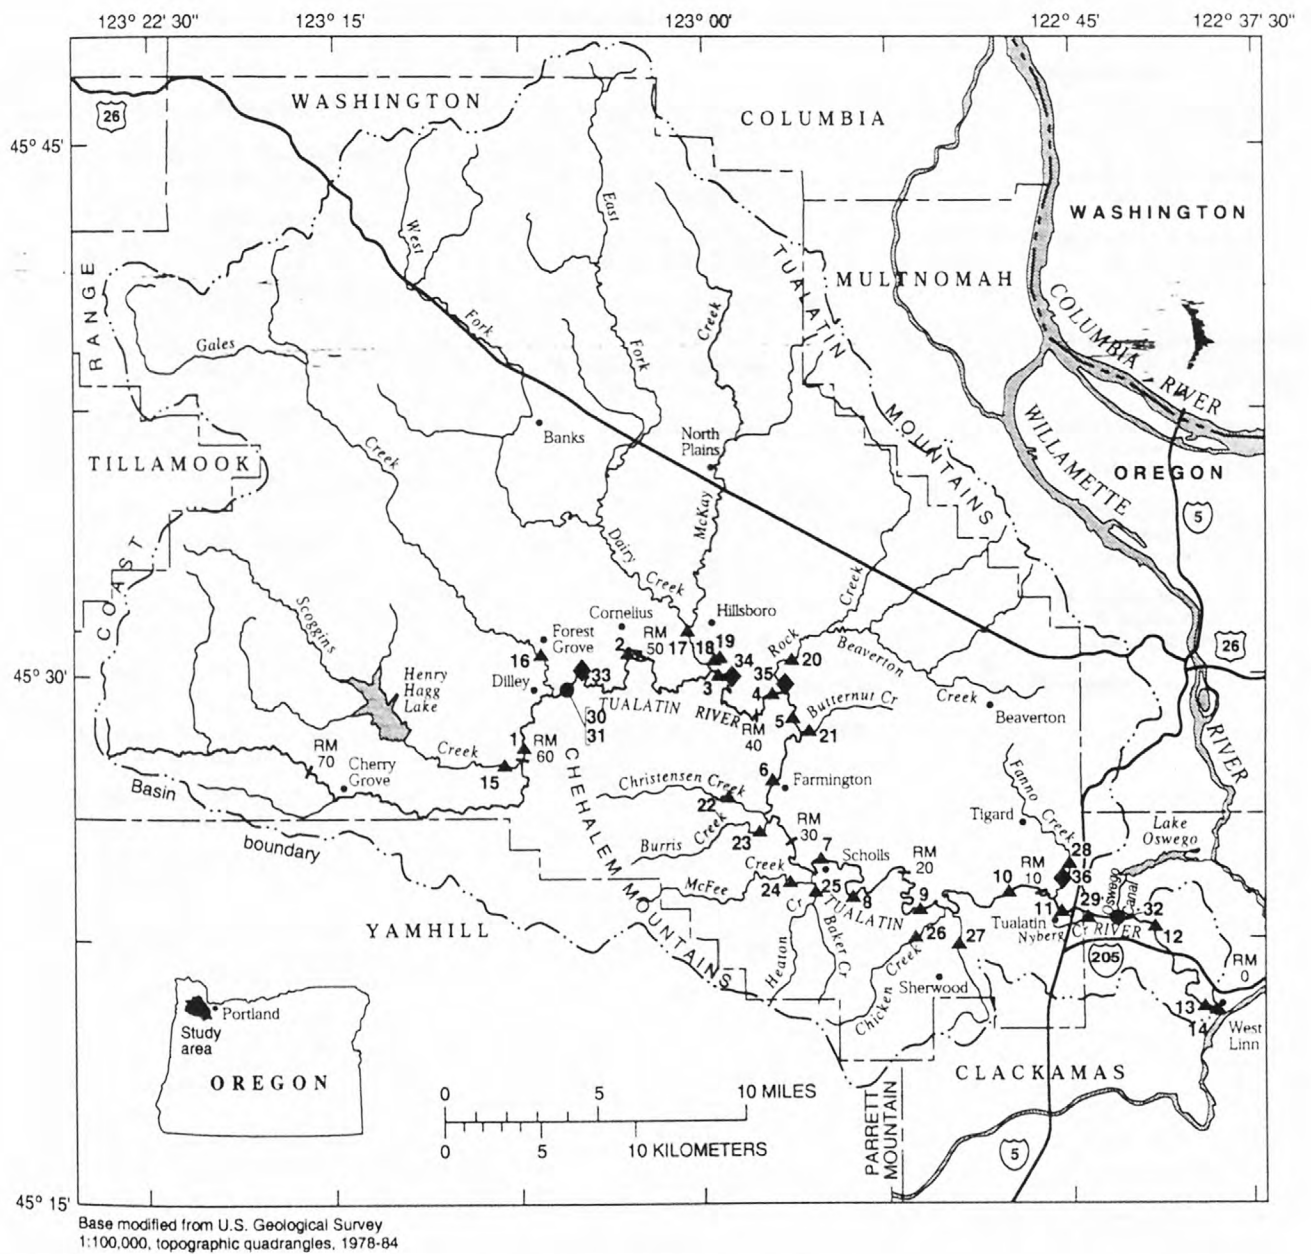 123° 22' 30" 123° 15' 123° 00' 122° 45' 122° 37' 30"
26
WASHINGTON
COLUMBIA
45° 45'
WASHINGTON
East
West
TUALATIN
MULTNOMAH
RANGE
COLUMBIA RIVER
Creek
Fork
Gales
Fork
MOUNTAINS
WILLAMETTE
Banks
North
Plains
Creek
TILLAMOOK
OREGON
5
McKay
COAST
Dairy
Creek
Creek
Scoggins
Cornelius
Hillsboro
Forest
Grove
2
RM
50
17
18
19
Rock
26
16
33
34
35
20
Beaverton
45° 30'
Dilley
3
4
Creek
Henry
Hagg
Lake
TUALATIN RIVER
Butternut Cr
Beaverton
30
31
5
RIVER
RM
40
21
1
RM
60
RM
70
Creek
15
CHEHALEM MOUNTAINS
Cherry
Grove
Christensen Creek
6
Farmington
Fanno Creek
Basin
22
boundary
RM
30
Tigard
Lake
Oswego
Burris Creek
23
7
Scholls
28
RM
20
RM
10
36
Creek
10
Oswego
Canal
McFee
24
25
8
9
11
29
32
Cr
TUALATIN
Tualatin
Nyberg Cr
RIVER
12
YAMHILL
Heaton
Baker Cr
26
27
205
RM
0
Chicken Creek
Sherwood
13
14
West
Linn
Portland
Study
area
OREGON
CLACKAMAS
0 5 10 MILES
0 5 10 KILOMETERS
PARRETT
MOUNTAIN
5
45° 15'
Base modified from U.S. Geological Survey
1:100,000, topographic quadrangles, 1978-84